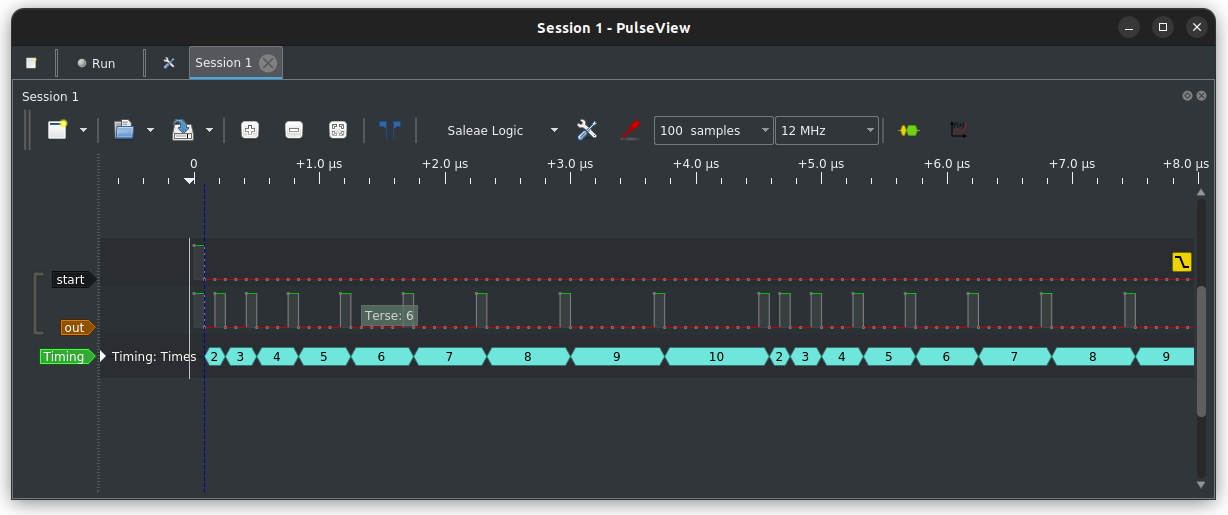 Session 1 - PulseView
Run
Session 1
Session 1
Saleae Logic
100 samples
12 MHz
0 +1.0 µs +2.0 µs +3.0 µs +4.0 µs +5.0 µs +6.0 µs +7.0 µs +8.0 µs
start
out
Terse: 6
Timing
Timing: Times
2 3 4 5 6 7 8 9 10 2 3 4 5 6 7 8 9